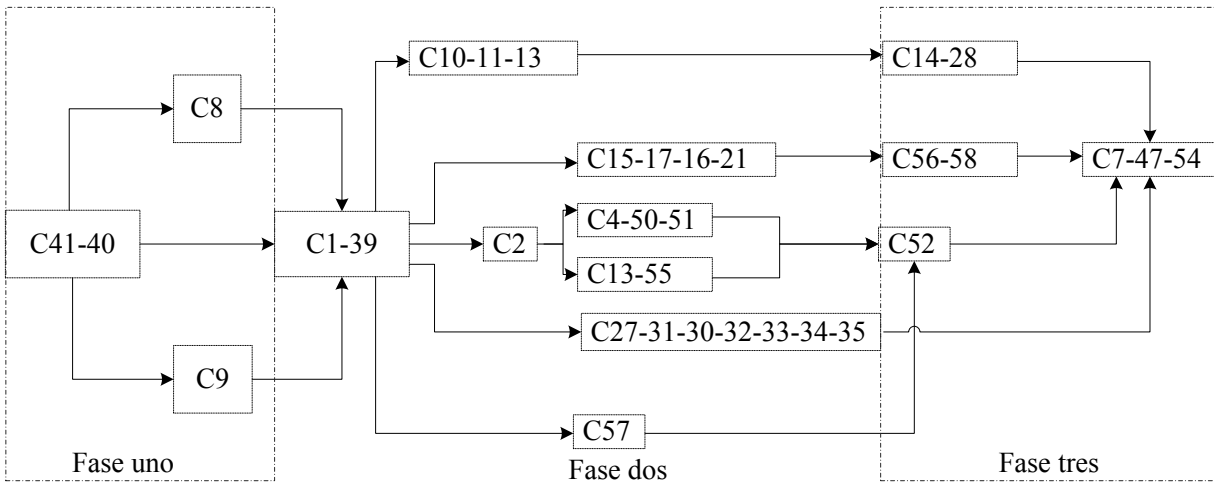 C10-11-13
C14-28
C8
C15-17-16-21
C56-58
C7-47-54
C4-50-51
C41-40
C1-39
C2
C52
C13-55
C27-31-30-32-33-34-35
C9
C57
Fase uno
Fase dos
Fase tres